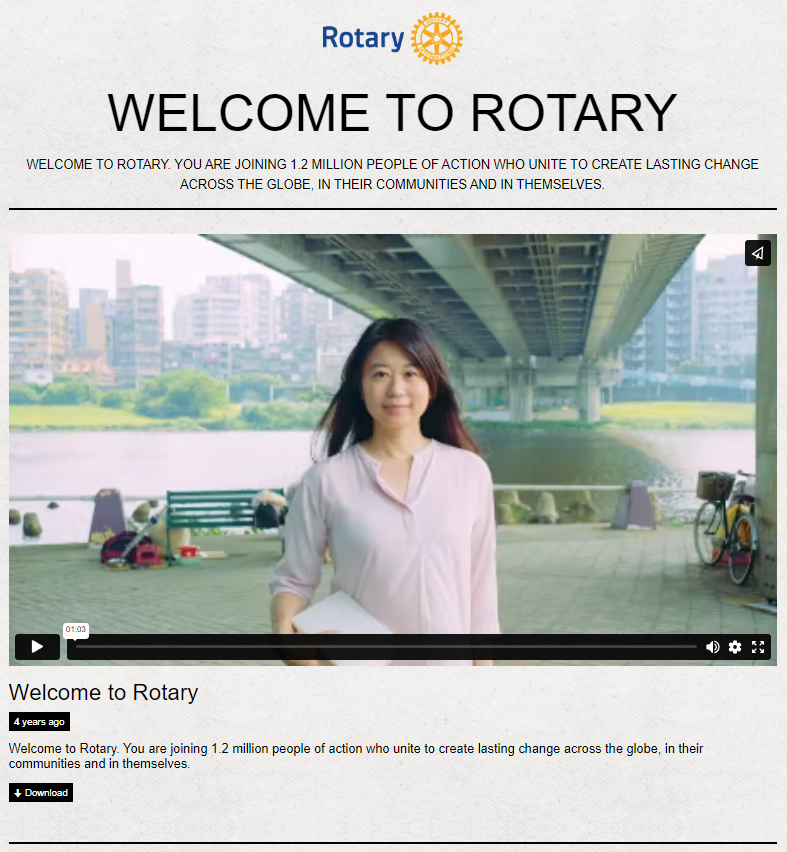 Rotary
WELCOME TO ROTARY
WELCOME TO ROTARY. YOU ARE JOINING 1.2 MILLION PEOPLE OF ACTION WHO UNITE TO CREATE LASTING CHANGE
ACROSS THE GLOBE, IN THEIR COMMUNITIES AND IN THEMSELVES.
01:03
Welcome to Rotary
4 years ago
Welcome to Rotary. You are joining 1.2 million people of action who unite to create lasting change across the globe, in their
communities and in themselves.
Download